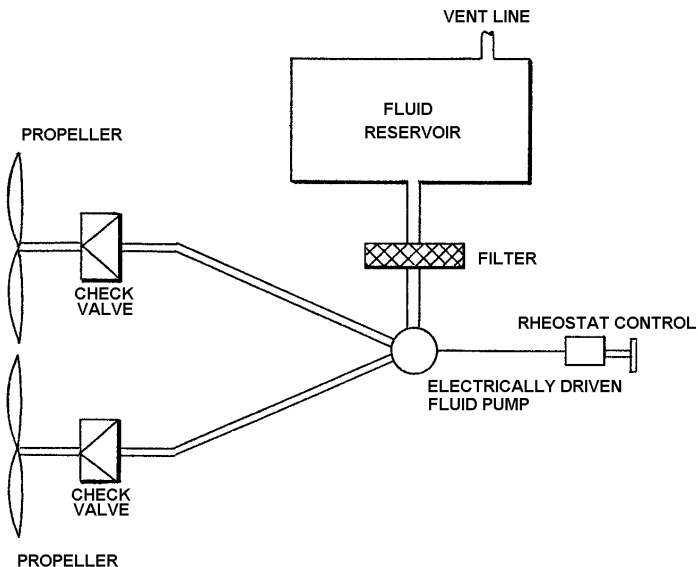 VENT LINE
FLUID
RESERVOIR
PROPELLER
FILTER
CHECK
VALVE
RHEOSTAT CONTROL
ELECTRICALLY DRIVEN
FLUID PUMP
CHECK
VALVE
PROPELLER